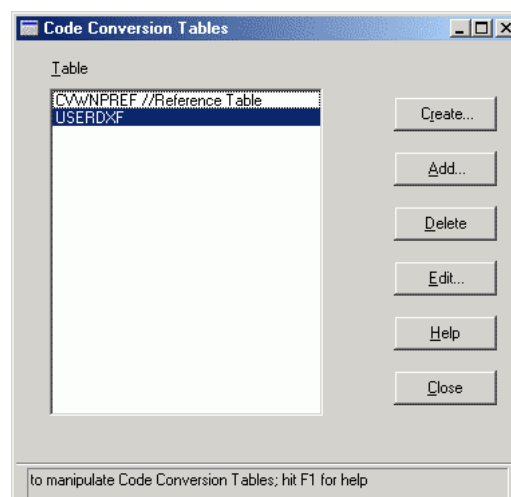 Code Conversion Tables
Table
CVWNPREF //Reference Table
USERDXF
Create...
Add...
Delete
Edit...
Help
Close
to manipulate Code Conversion Tables; hit F1 for help